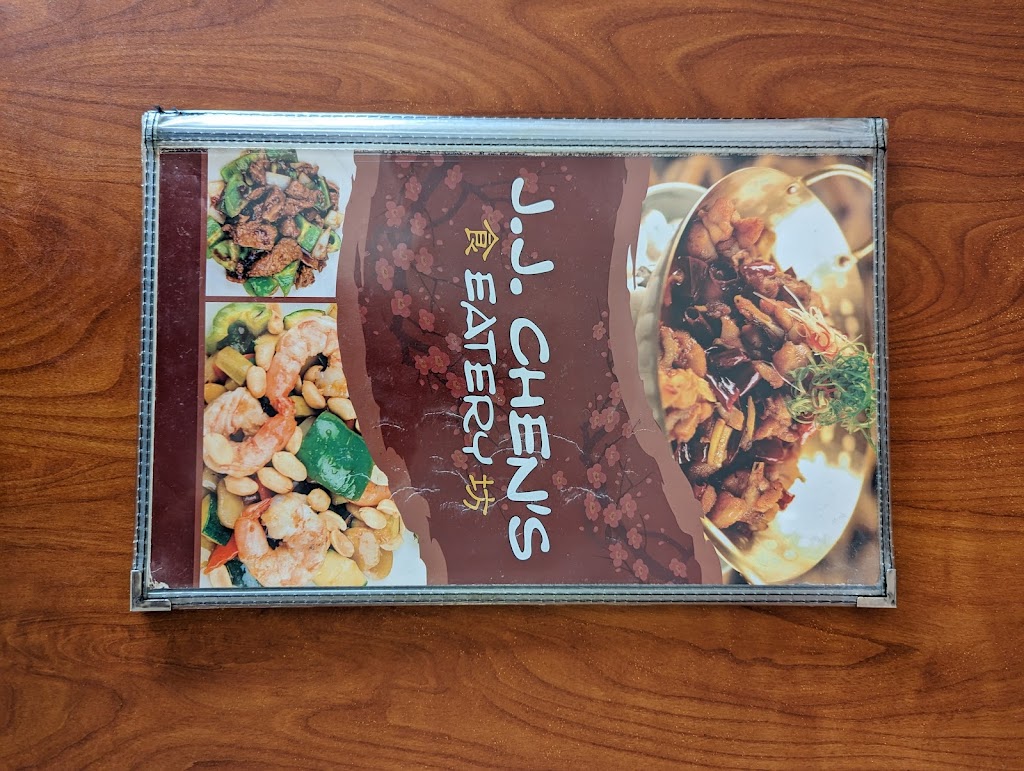 J.J. CHEN'S
食 EATERY 坊